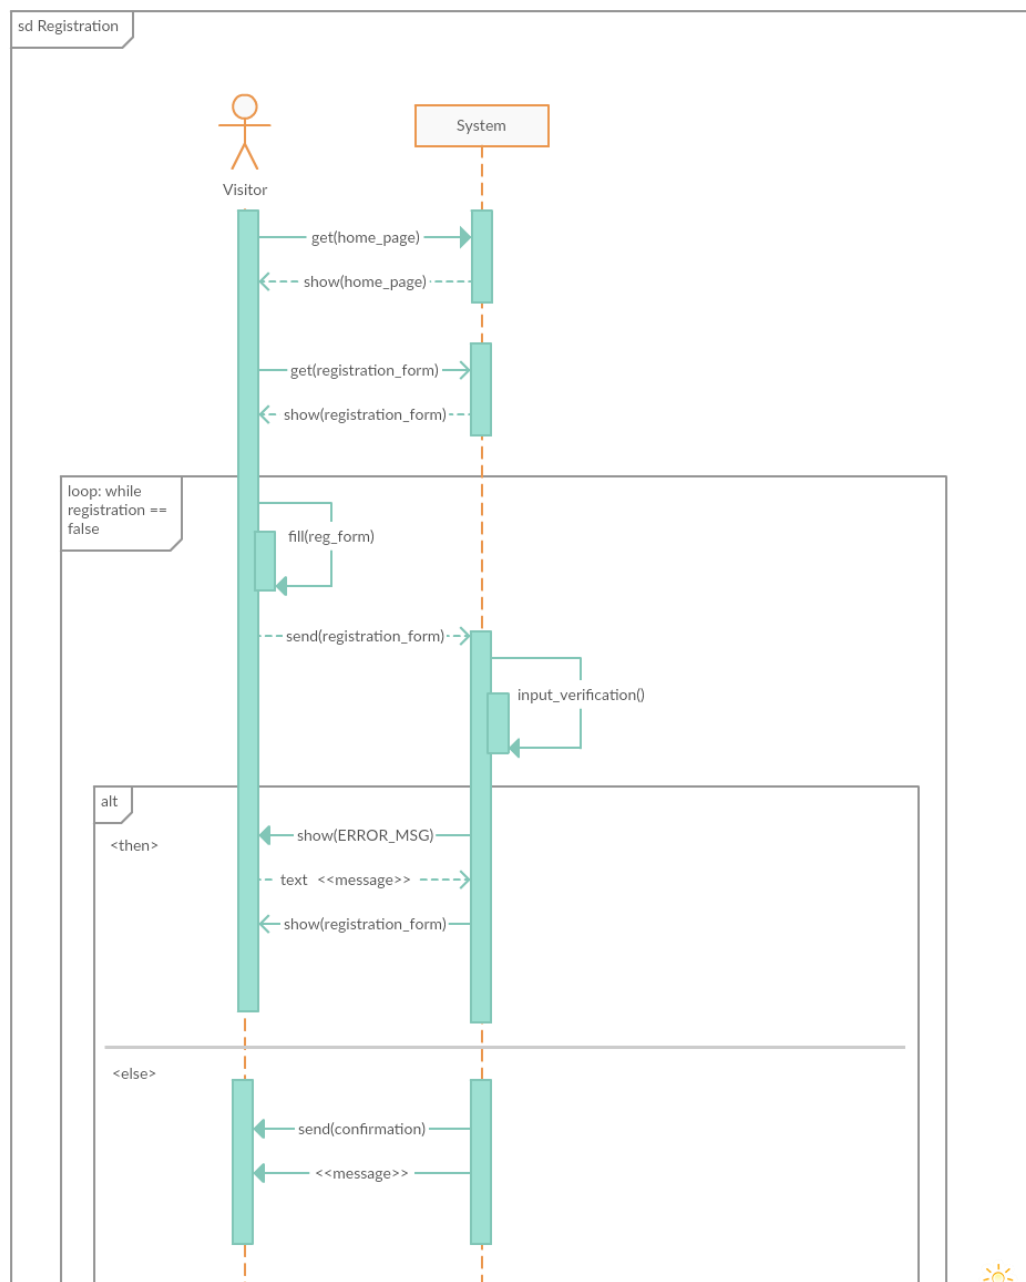 sd Registration
System
Visitor
get(home_page)
show(home_page)
get(registration_form)
show(registration_form)
loop: while
registration ==
false
fill(reg_form)
send(registration_form)
input_verification()
alt
show(ERROR_MSG)
<then>
text <<message>>
show(registration_form)
<else>
send(confirmation)
<<message>>